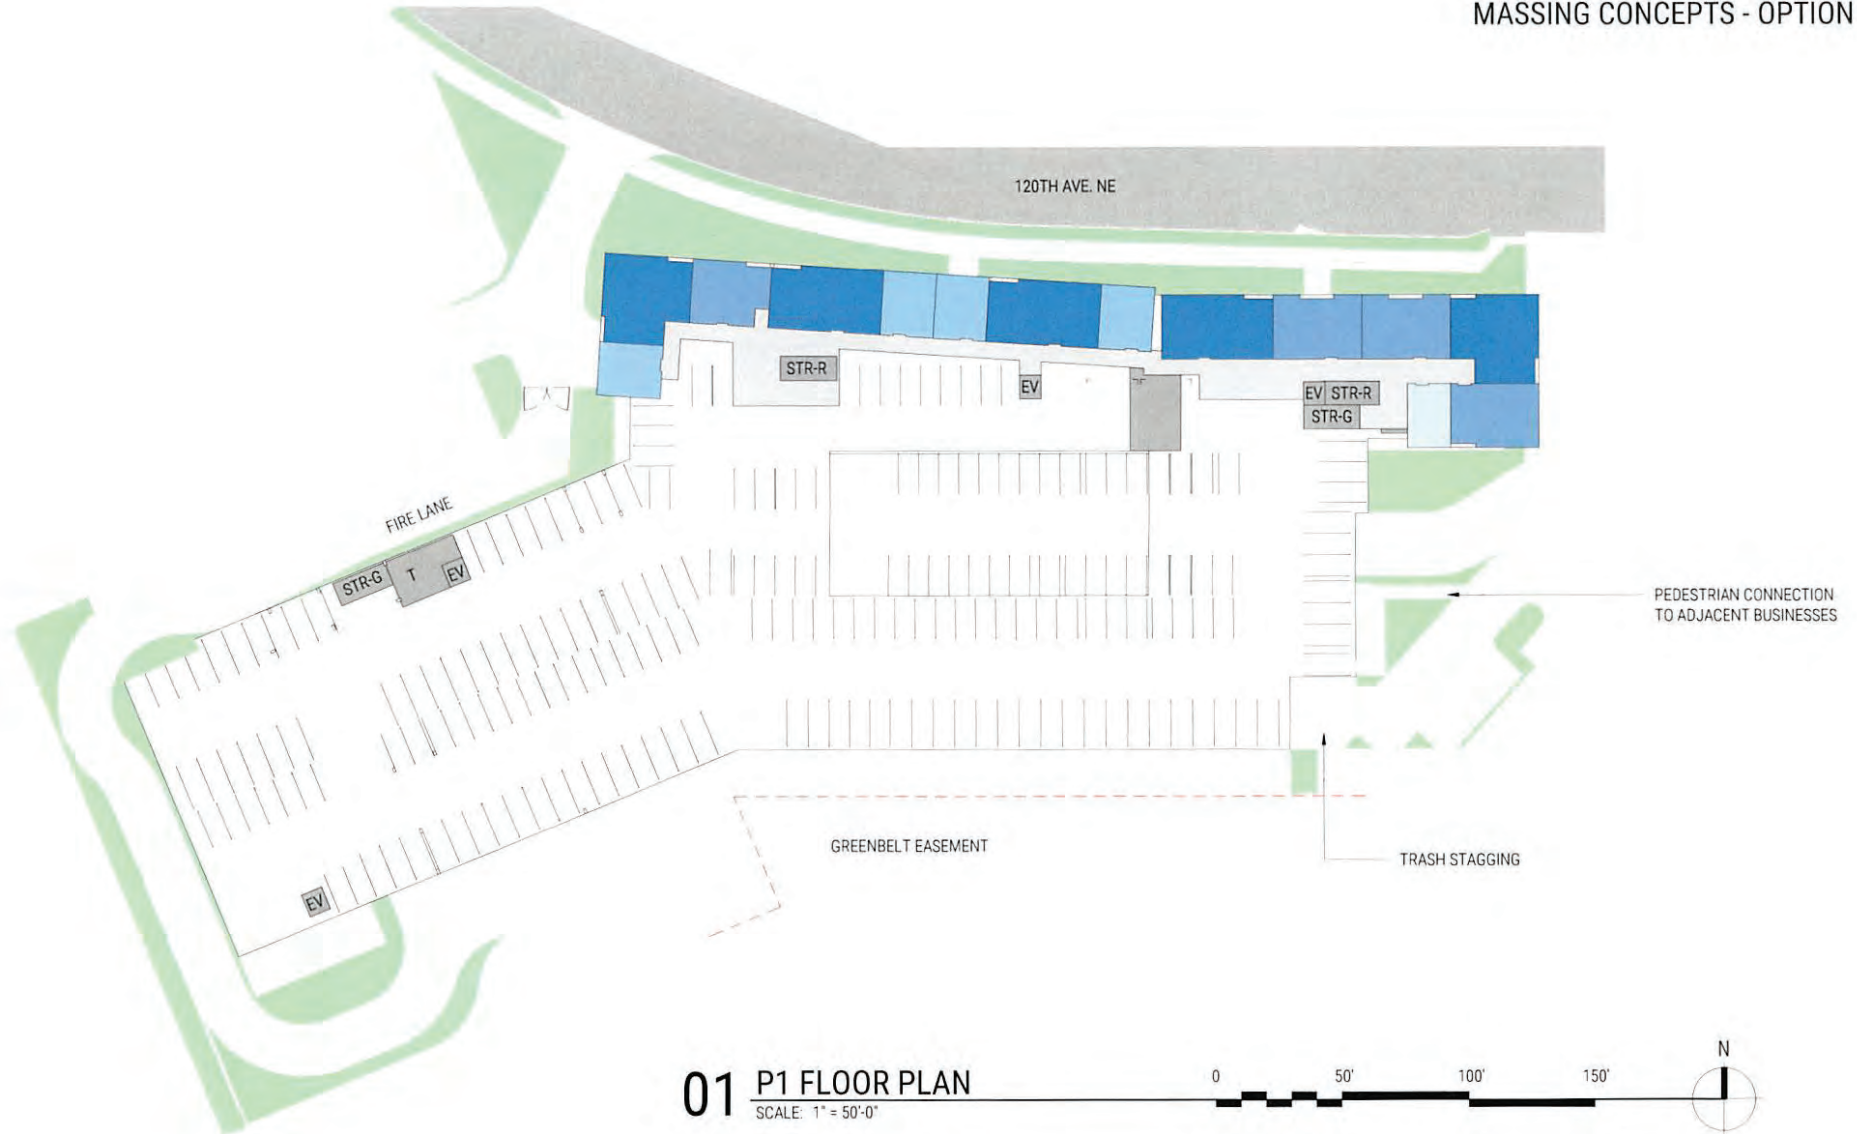 MASSING CONCEPTS - OPTION
120TH AVE. NE
STR-R
EV
EV
STR-R
STR-G
FIRE LANE
STR-G
T
EV
PEDESTRIAN CONNECTION
TO ADJACENT BUSINESSES
GREENBELT EASEMENT
TRASH STAGGING
EV
N
01
P1 FLOOR PLAN
SCALE: 1" = 50'-0"
0
50'
100'
150'